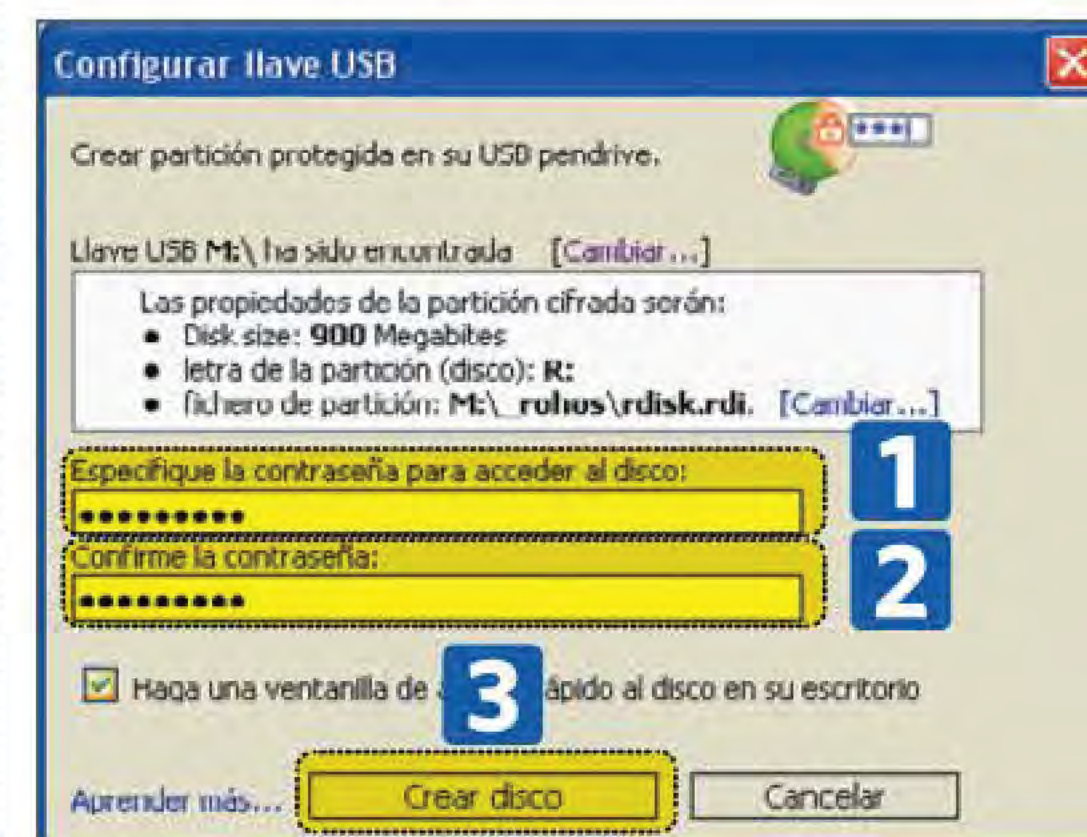 Configurar llave USB
Crear partición protegida en su USB pendrive.
Llave USB M:\ ha sido encontrada [Cambiar...]
Las propiedades de la partición cifrada serán:
• Disk size: 900 Megabites
• letra de la partición (disco): R:
• fichero de partición: M:\_rohos\rdisk.rdi. [Cambiar...]
1
Especifique la contraseña para acceder al disco:
•••••••••
2
Confirme la contraseña:
•••••••••
Haga una ventanilla de 3 ápido al disco en su escritorio
Aprender más... Crear disco Cancelar